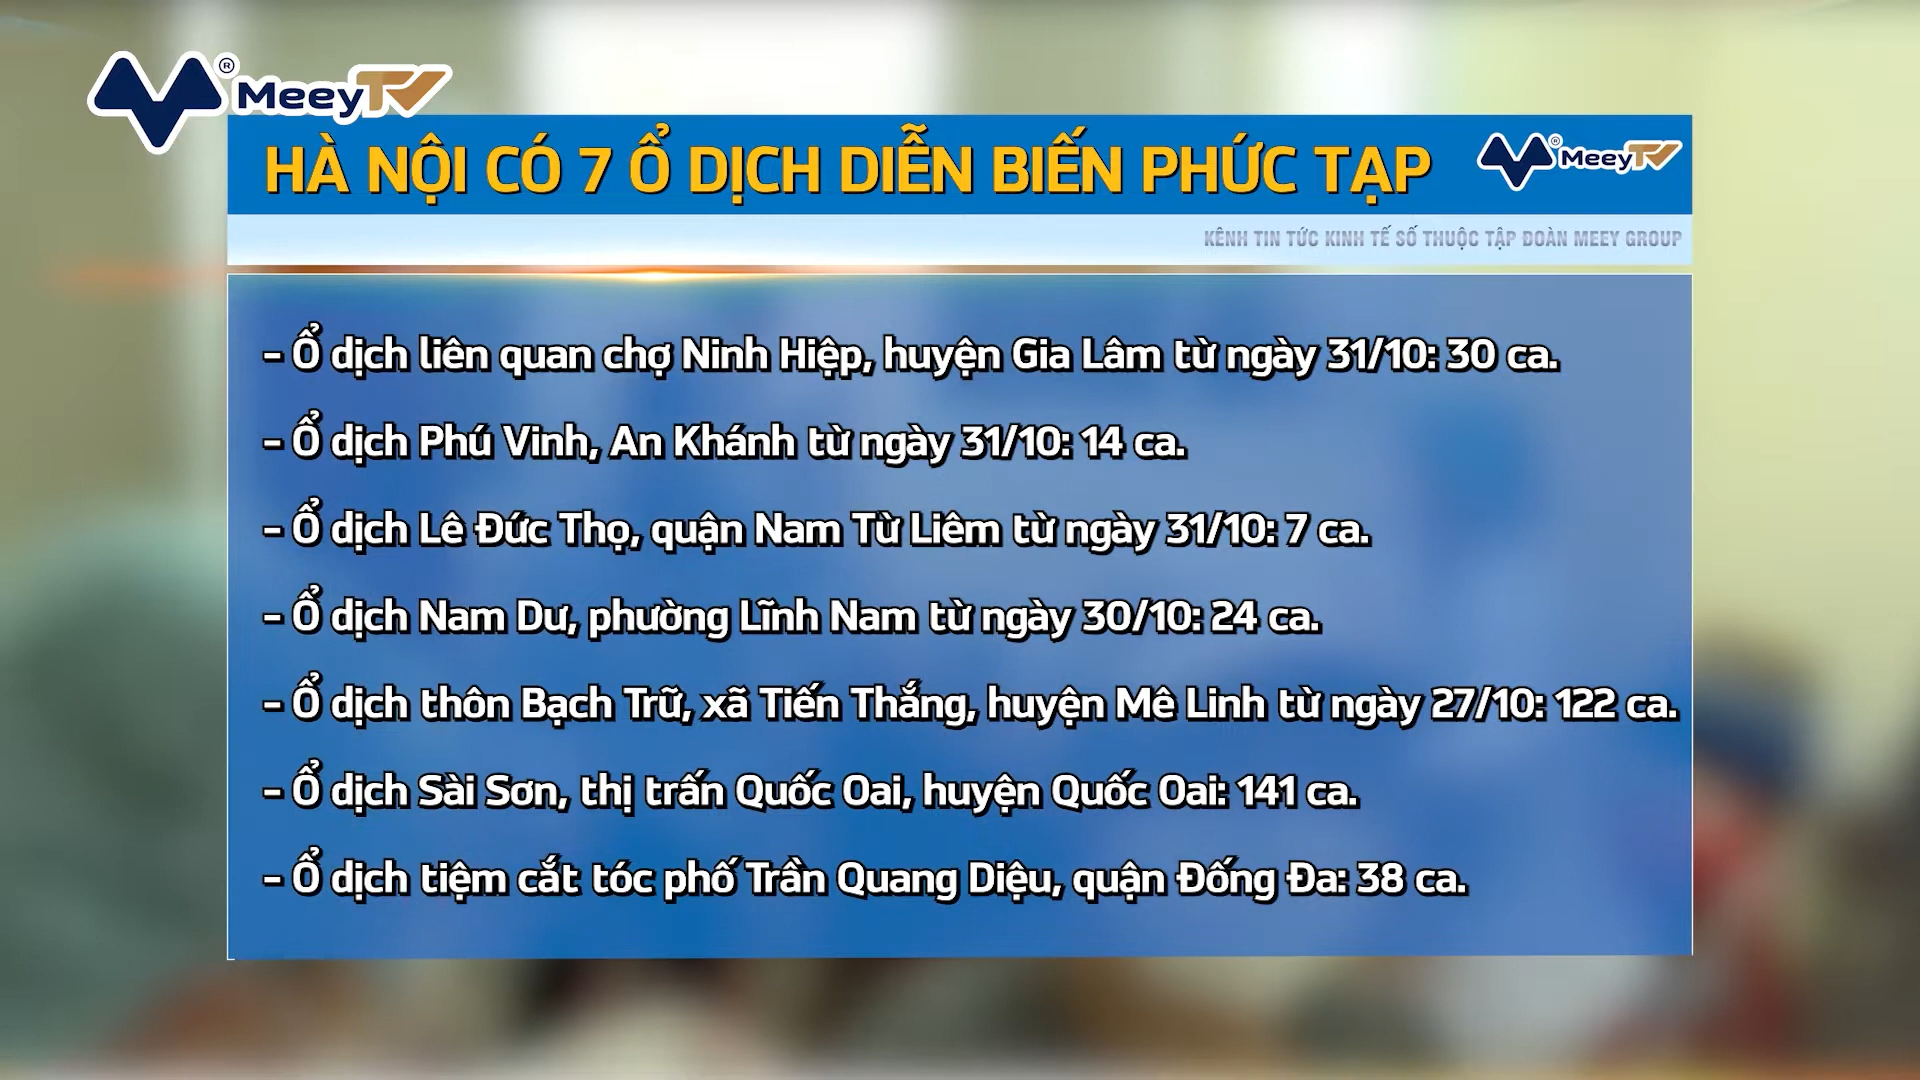 MeeyTV
HÀ NỘI CÓ 7 Ổ DỊCH DIỄN BIẾN PHỨC TẠP
MeeyTV
KÊNH TIN TỨC KINH TẾ SỐ THUỘC TẬP ĐOÀN MEEY GROUP
- Ổ dịch liên quan chợ Ninh Hiệp, huyện Gia Lâm từ ngày 31/10: 30 ca.
- Ổ dịch Phú Vinh, An Khánh từ ngày 31/10: 14 ca.
- Ổ dịch Lê Đức Thọ, quận Nam Từ Liêm từ ngày 31/10: 7 ca.
- Ổ dịch Nam Dư, phường Lĩnh Nam từ ngày 30/10: 24 ca.
- Ổ dịch thôn Bạch Trữ, xã Tiến Thắng, huyện Mê Linh từ ngày 27/10: 122 ca.
- Ổ dịch Sài Sơn, thị trấn Quốc Oai, huyện Quốc Oai: 141 ca.
- Ổ dịch tiệm cắt tóc phố Trần Quang Diệu, quận Đống Đa: 38 ca.